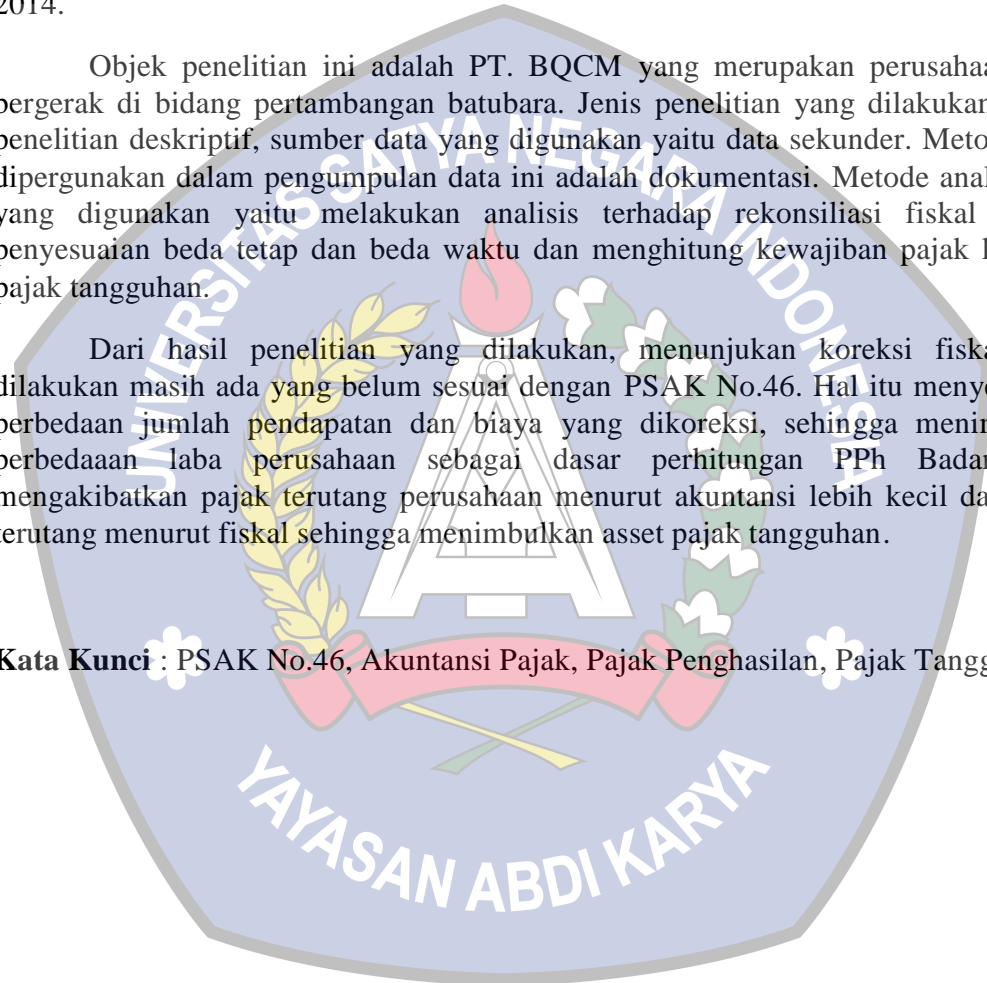 2014.
Objek penelitian ini adalah PT. BQCM yang merupakan perusahaa
bergerak di bidang pertambangan batubara. Jenis penelitian yang dilakukan
penelitian deskriptif, sumber data yang digunakan yaitu data sekunder. Meto
dipergunakan dalam pengumpulan data ini adalah dokumentasi. Metode anal
yang digunakan yaitu melakukan analisis terhadap rekonsiliasi fiskal
penyesuaian beda tetap dan beda waktu dan menghitung kewajiban pajak
pajak tangguhan.
Dari hasil penelitian yang dilakukan, menunjukan koreksi fiska
dilakukan masih ada yang belum sesuai dengan PSAK No.46. Hal itu menye
perbedaan jumlah pendapatan dan biaya yang dikoreksi, sehingga menim
perbedaaan laba perusahaan sebagai dasar perhitungan PPh Badan
mengakibatkan pajak terutang perusahaan menurut akuntansi lebih kecil da
terutang menurut fiskal sehingga menimbulkan asset pajak tangguhan.
Kata Kunci : PSAK No.46, Akuntansi Pajak, Pajak Penghasilan, Pajak Tangg
UNIVERSITAS SATYA NEGARA INDONESIA
YAYASAN ABDI KARYA